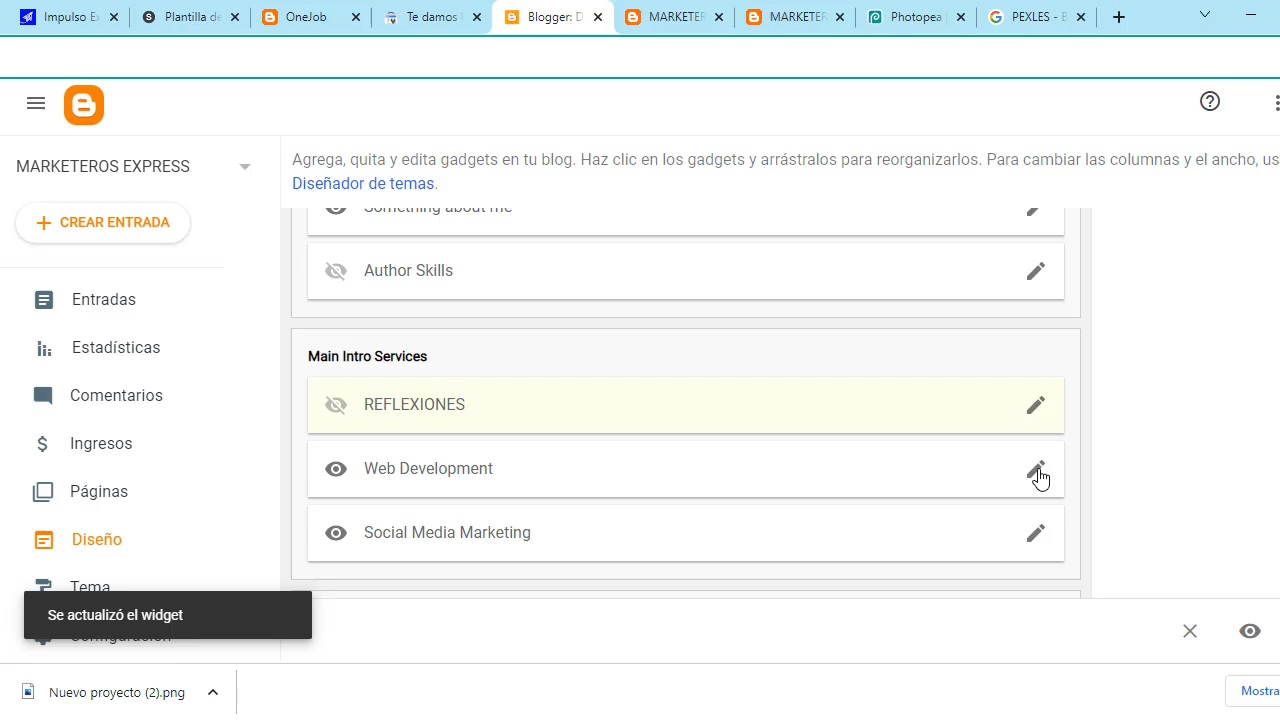 Impulso E
Plantilla de
OneJob
Te damos l
Blogger: D
MARKETER
MARKETER
Photopea
PEXLES - B
MARKETEROS EXPRESS
CREAR ENTRADA
Entradas
Estadísticas
Comentarios
Ingresos
Páginas
Diseño
Tema
Configuración
Se actualizó el widget
Agrega, quita y edita gadgets en tu blog. Haz clic en los gadgets y arrástralos para reorganizarlos. Para cambiar las columnas y el ancho, us
Diseñador de temas.
Something about me
Author Skills
Main Intro Services
REFLEXIONES
Web Development
Social Media Marketing
Nuevo proyecto (2).png
Mostra